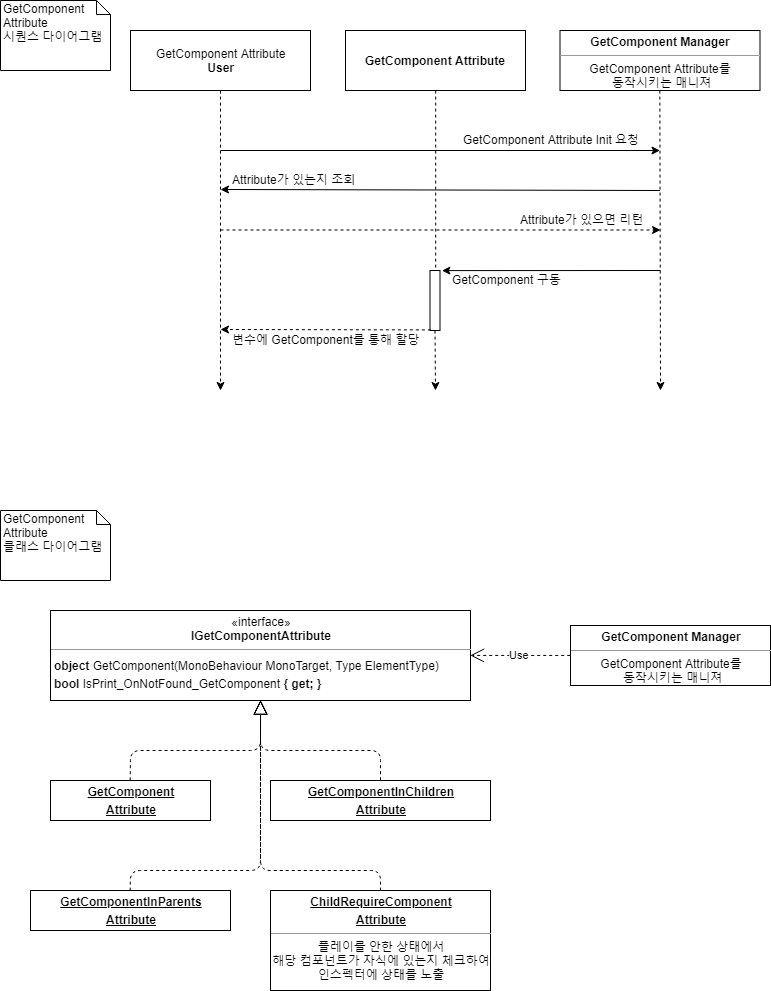 GetComponent
Attribute
시퀀스 다이어그램
GetComponent Attribute
User
GetComponent Attribute
GetComponent Manager
GetComponent Attribute를
동작시키는 매니져
GetComponent Attribute Init 요청
Attribute가 있는지 조회
Attribute가 있으면 리턴
GetComponent 구동
변수에 GetComponent를 통해 할당
GetComponent
Attribute
클래스 다이어그램
«interface»
IGetComponentAttribute
object GetComponent(MonoBehaviour MonoTarget, Type ElementType)
bool IsPrint_OnNotFound_GetComponent { get; }
Use
GetComponent Manager
GetComponent Attribute를
동작시키는 매니져
GetComponent
Attribute
GetComponentInChildren
Attribute
GetComponentInParents
Attribute
ChildRequireComponent
Attribute
플레이를 안한 상태에서
해당 컴포넌트가 자식에 있는지 체크하여
인스펙터에 상태를 노출